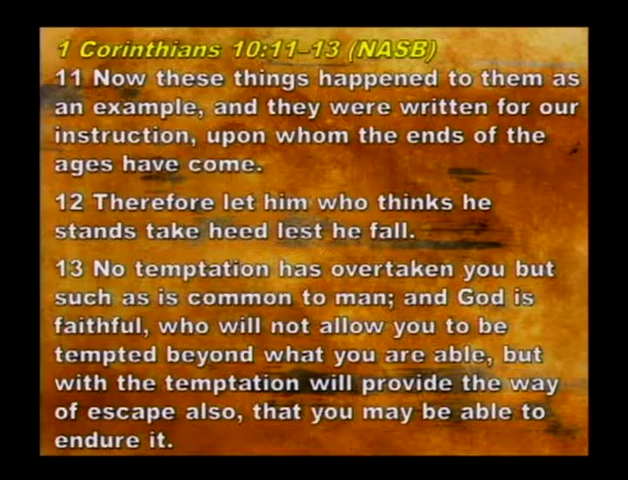 1 Corinthians 10:11–13 (NASB)
11 Now these things happened to them as
an example, and they were written for our
instruction, upon whom the ends of the
ages have come.
12 Therefore let him who thinks he
stands take heed lest he fall.
13 No temptation has overtaken you but
such as is common to man; and God is
faithful, who will not allow you to be
tempted beyond what you are able, but
with the temptation will provide the way
of escape also, that you may be able to
endure it.